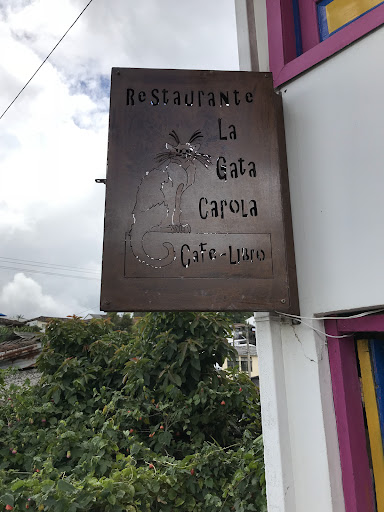 Restaurante
La
Gata
Carola
Cafe-Libro